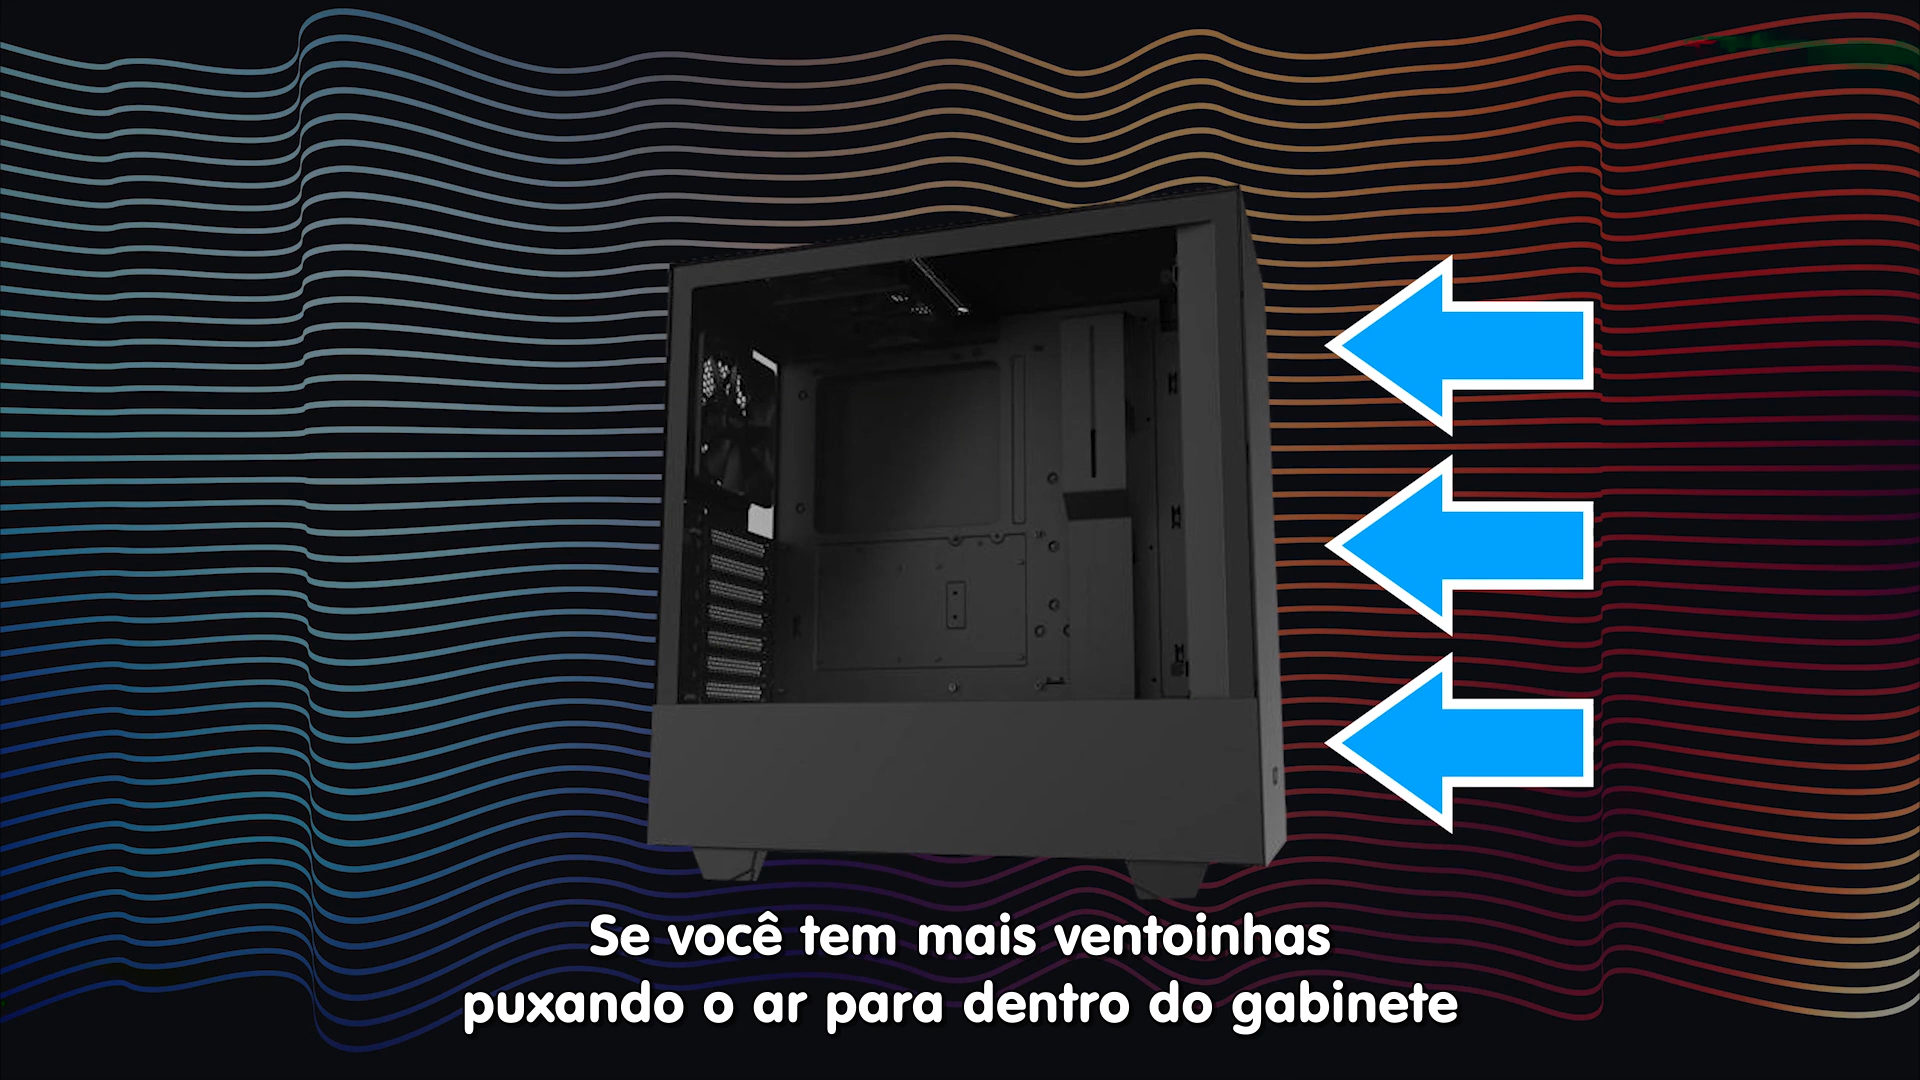 Se você tem mais ventoinhas
puxando o ar para dentro do gabinete